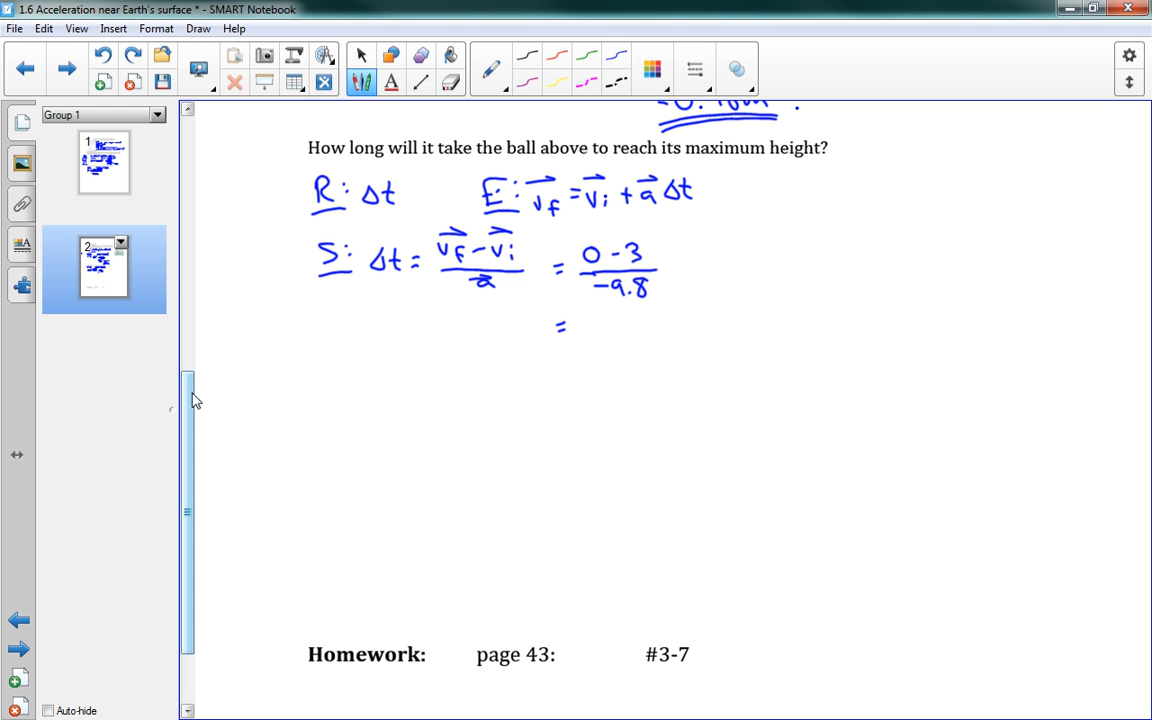 1.6 Acceleration near Earth's surface * - SMART Notebook
File Edit View Insert Format Draw Help
Group 1
1
2
How long will it take the ball above to reach its maximum height?
R: Δt E: v⃗f = v⃗i + a⃗ Δt
S: Δt = v⃗f - v⃗i / a⃗ = 0 - 3 / -9.8
=
Homework: page 43: #3-7
Auto-hide